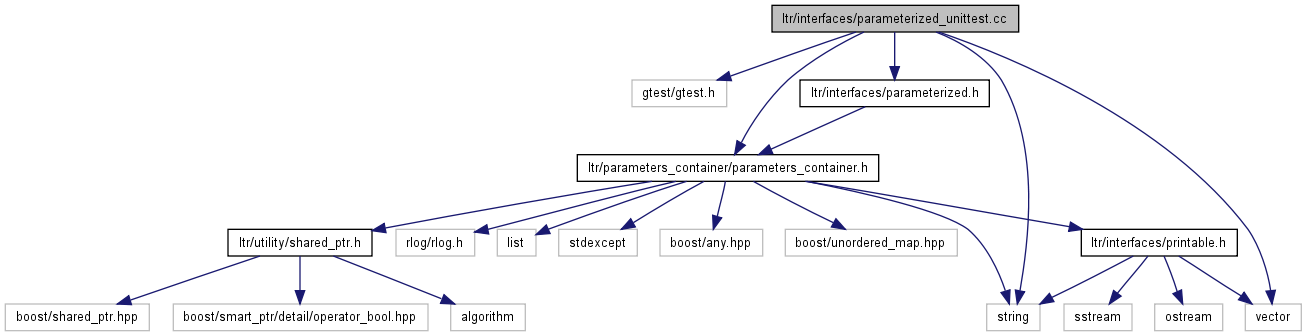 ltr/interfaces/parameterized_unittest.cc
gtest/gtest.h
ltr/interfaces/parameterized.h
ltr/parameters_container/parameters_container.h
ltr/utility/shared_ptr.h
rlog/rlog.h
list
stdexcept
boost/any.hpp
boost/unordered_map.hpp
ltr/interfaces/printable.h
boost/shared_ptr.hpp
boost/smart_ptr/detail/operator_bool.hpp
algorithm
string
sstream
ostream
vector